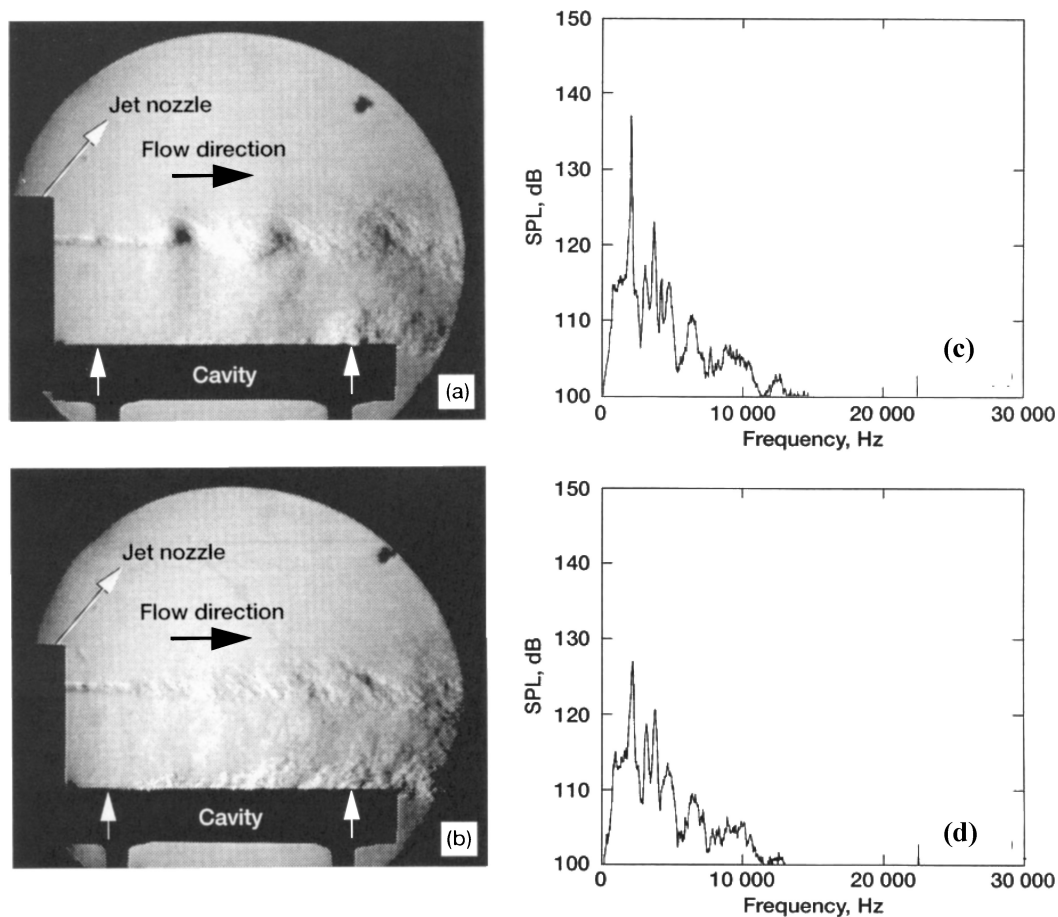 Jet nozzle
Flow direction
Cavity
(a)
150
140
130
120
110
100
SPL, dB
0
10 000
20 000
30 000
Frequency, Hz
(c)
Jet nozzle
Flow direction
Cavity
(b)
150
140
130
120
110
100
SPL, dB
0
10 000
20 000
30 000
Frequency, Hz
(d)